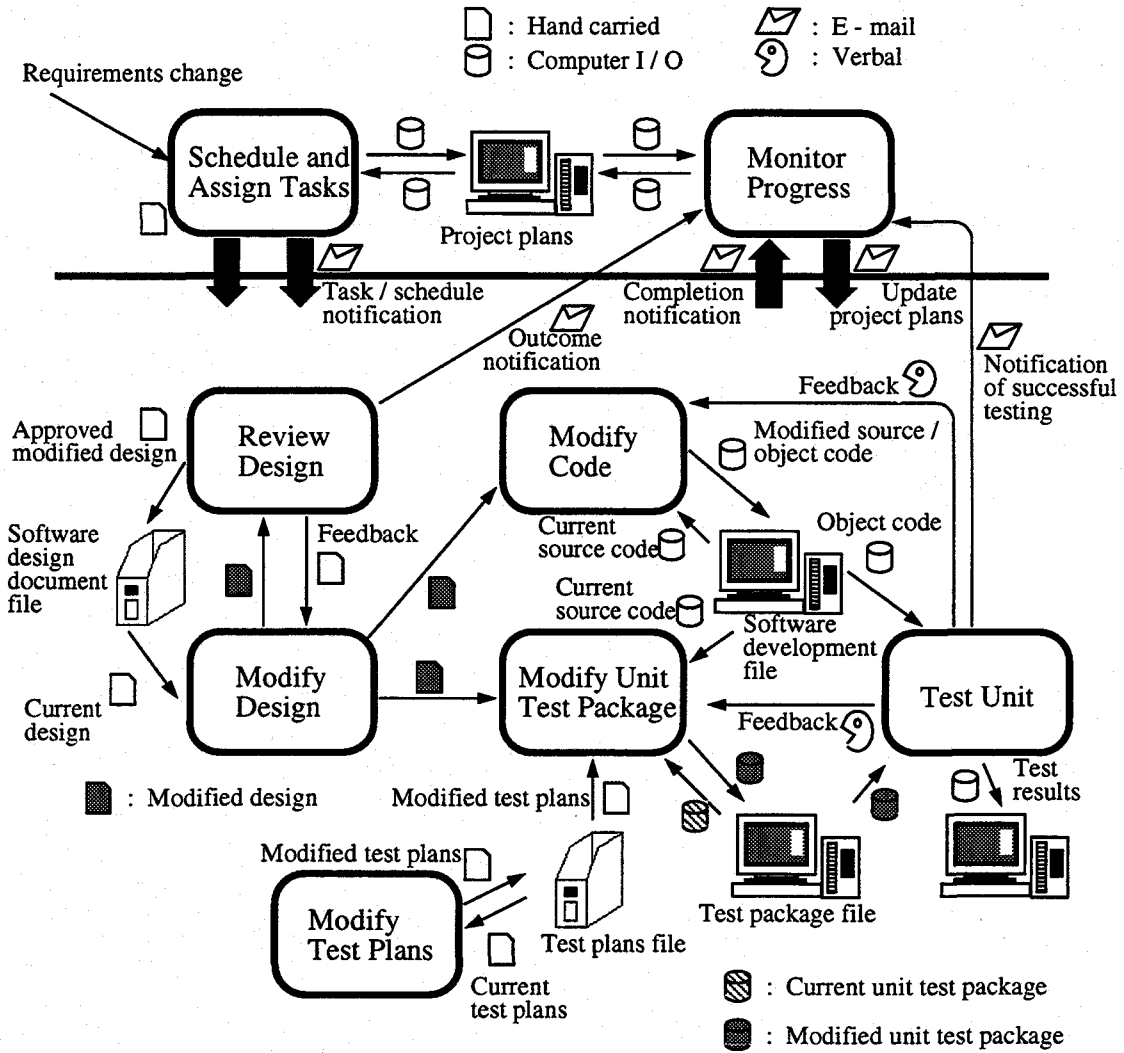 : Hand carried
: E - mail
: Computer I / O
: Verbal
Requirements change
Schedule and
Assign Tasks
Monitor
Progress
Project plans
Task / schedule
notification
Completion
notification
Update
project plans
Outcome
notification
Notification
of successful
testing
Feedback
Approved
modified design
Review
Design
Modify
Code
Modified source /
object code
Software
design
document
file
Feedback
Current
source code
Object code
Current
source code
Software
development
file
Modify
Design
Modify Unit
Test Package
Test Unit
Current
design
Feedback
: Modified design
Modified test plans
Test
results
Modified test plans
Modify
Test Plans
Test plans file
Test package file
Current
test plans
: Current unit test package
: Modified unit test package